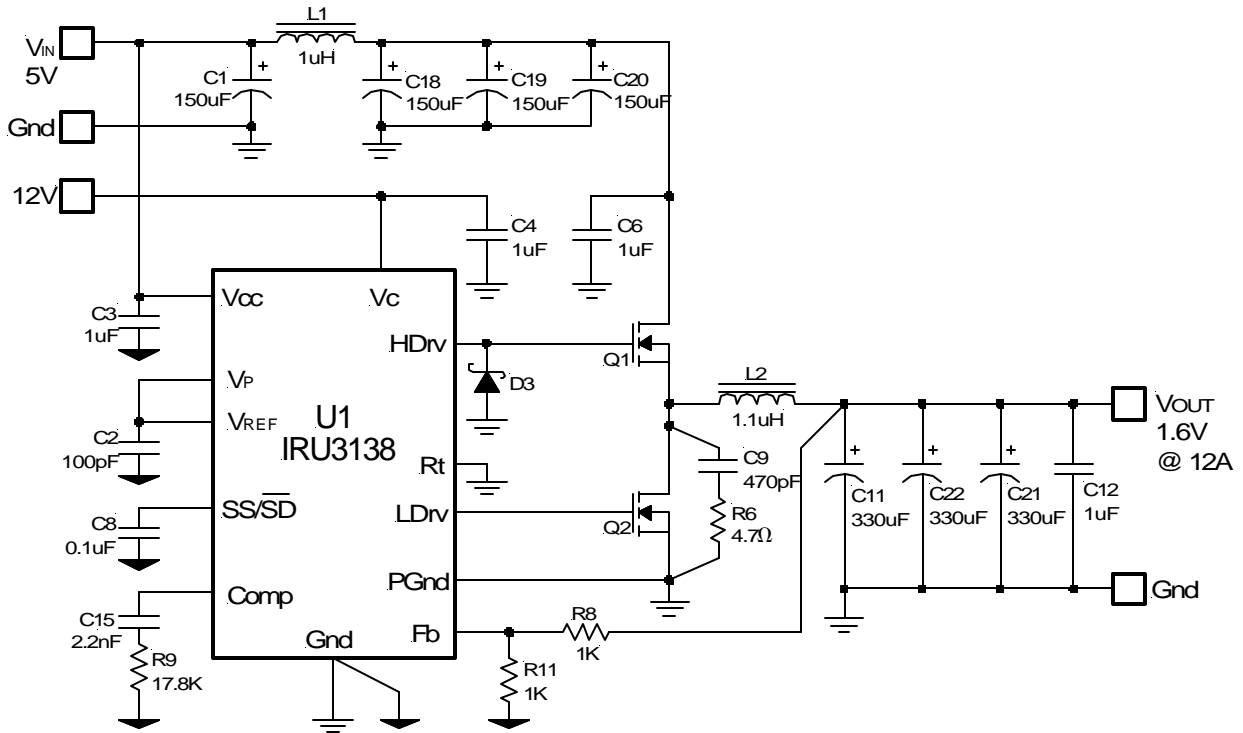 L1
1uH
VIN
5V
C1
150uF
C18
150uF
C19
150uF
C20
150uF
Gnd
12V
C4
1uF
C6
1uF
C3
1uF
Vcc
Vc
HDrv
Q1
D3
L2
1.1uH
VOUT
1.6V
@ 12A
VP
VREF
C2
100pF
U1
IRU3138
Rt
C9
470pF
R6
4.7Ω
C11
330uF
C22
330uF
C21
330uF
C12
1uF
SS/SD
C8
0.1uF
LDrv
Q2
PGnd
Gnd
Comp
C15
2.2nF
R9
17.8K
Gnd
Fb
R8
1K
R11
1K